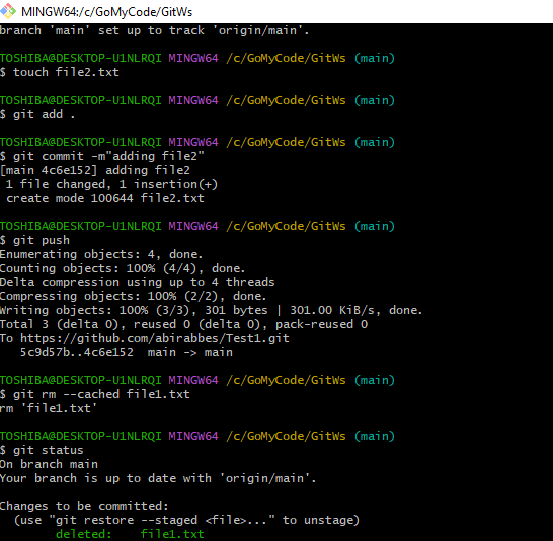 MINGW64:/c/GoMyCode/GitWs
branch 'main' set up to track 'origin/main'.
TOSHIBA@DESKTOP-U1NLRQI MINGW64 /c/GoMyCode/GitWs (main)
$ touch file2.txt
TOSHIBA@DESKTOP-U1NLRQI MINGW64 /c/GoMyCode/GitWs (main)
$ git add .
TOSHIBA@DESKTOP-U1NLRQI MINGW64 /c/GoMyCode/GitWs (main)
$ git commit -m"adding file2"
[main 4c6e152] adding file2
 1 file changed, 1 insertion(+)
 create mode 100644 file2.txt
TOSHIBA@DESKTOP-U1NLRQI MINGW64 /c/GoMyCode/GitWs (main)
$ git push
Enumerating objects: 4, done.
Counting objects: 100% (4/4), done.
Delta compression using up to 4 threads
Compressing objects: 100% (2/2), done.
Writing objects: 100% (3/3), 301 bytes | 301.00 KiB/s, done.
Total 3 (delta 0), reused 0 (delta 0), pack-reused 0
To https://github.com/abirabbes/Test1.git
   5c9d57b..4c6e152  main -> main
TOSHIBA@DESKTOP-U1NLRQI MINGW64 /c/GoMyCode/GitWs (main)
$ git rm --cached file1.txt
rm 'file1.txt'
TOSHIBA@DESKTOP-U1NLRQI MINGW64 /c/GoMyCode/GitWs (main)
$ git status
On branch main
Your branch is up to date with 'origin/main'.
Changes to be committed:
  (use "git restore --staged <file>..." to unstage)
        deleted:    file1.txt